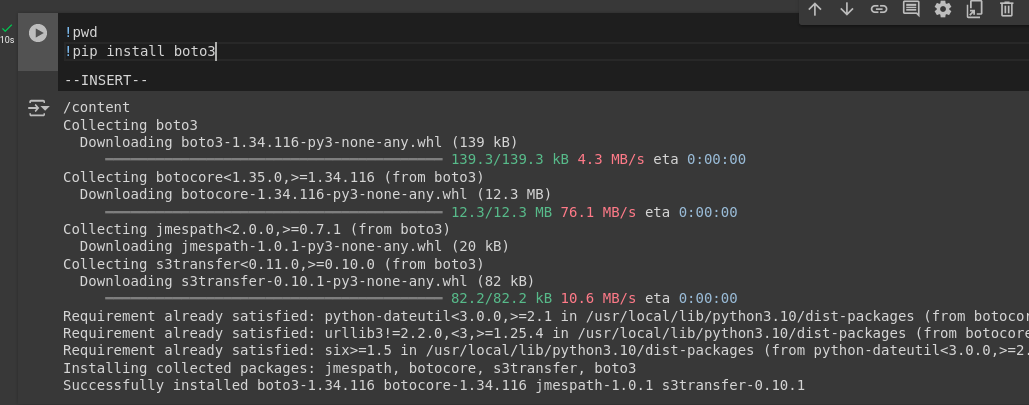 10s
!pwd
!pip install boto3
--INSERT--
/content
Collecting boto3
Downloading boto3-1.34.116-py3-none-any.whl (139 kB)
139.3/139.3 kB 4.3 MB/s eta 0:00:00
Collecting botocore<1.35.0,>=1.34.116 (from boto3)
Downloading botocore-1.34.116-py3-none-any.whl (12.3 MB)
12.3/12.3 MB 76.1 MB/s eta 0:00:00
Collecting jmespath<2.0.0,>=0.7.1 (from boto3)
Downloading jmespath-1.0.1-py3-none-any.whl (20 kB)
Collecting s3transfer<0.11.0,>=0.10.0 (from boto3)
Downloading s3transfer-0.10.1-py3-none-any.whl (82 kB)
82.2/82.2 kB 10.6 MB/s eta 0:00:00
Requirement already satisfied: python-dateutil<3.0.0,>=2.1 in /usr/local/lib/python3.10/dist-packages (from botocor
Requirement already satisfied: urllib3!=2.2.0,<3,>=1.25.4 in /usr/local/lib/python3.10/dist-packages (from botocore
Requirement already satisfied: six>=1.5 in /usr/local/lib/python3.10/dist-packages (from python-dateutil<3.0.0,>=2.
Installing collected packages: jmespath, botocore, s3transfer, boto3
Successfully installed boto3-1.34.116 botocore-1.34.116 jmespath-1.0.1 s3transfer-0.10.1